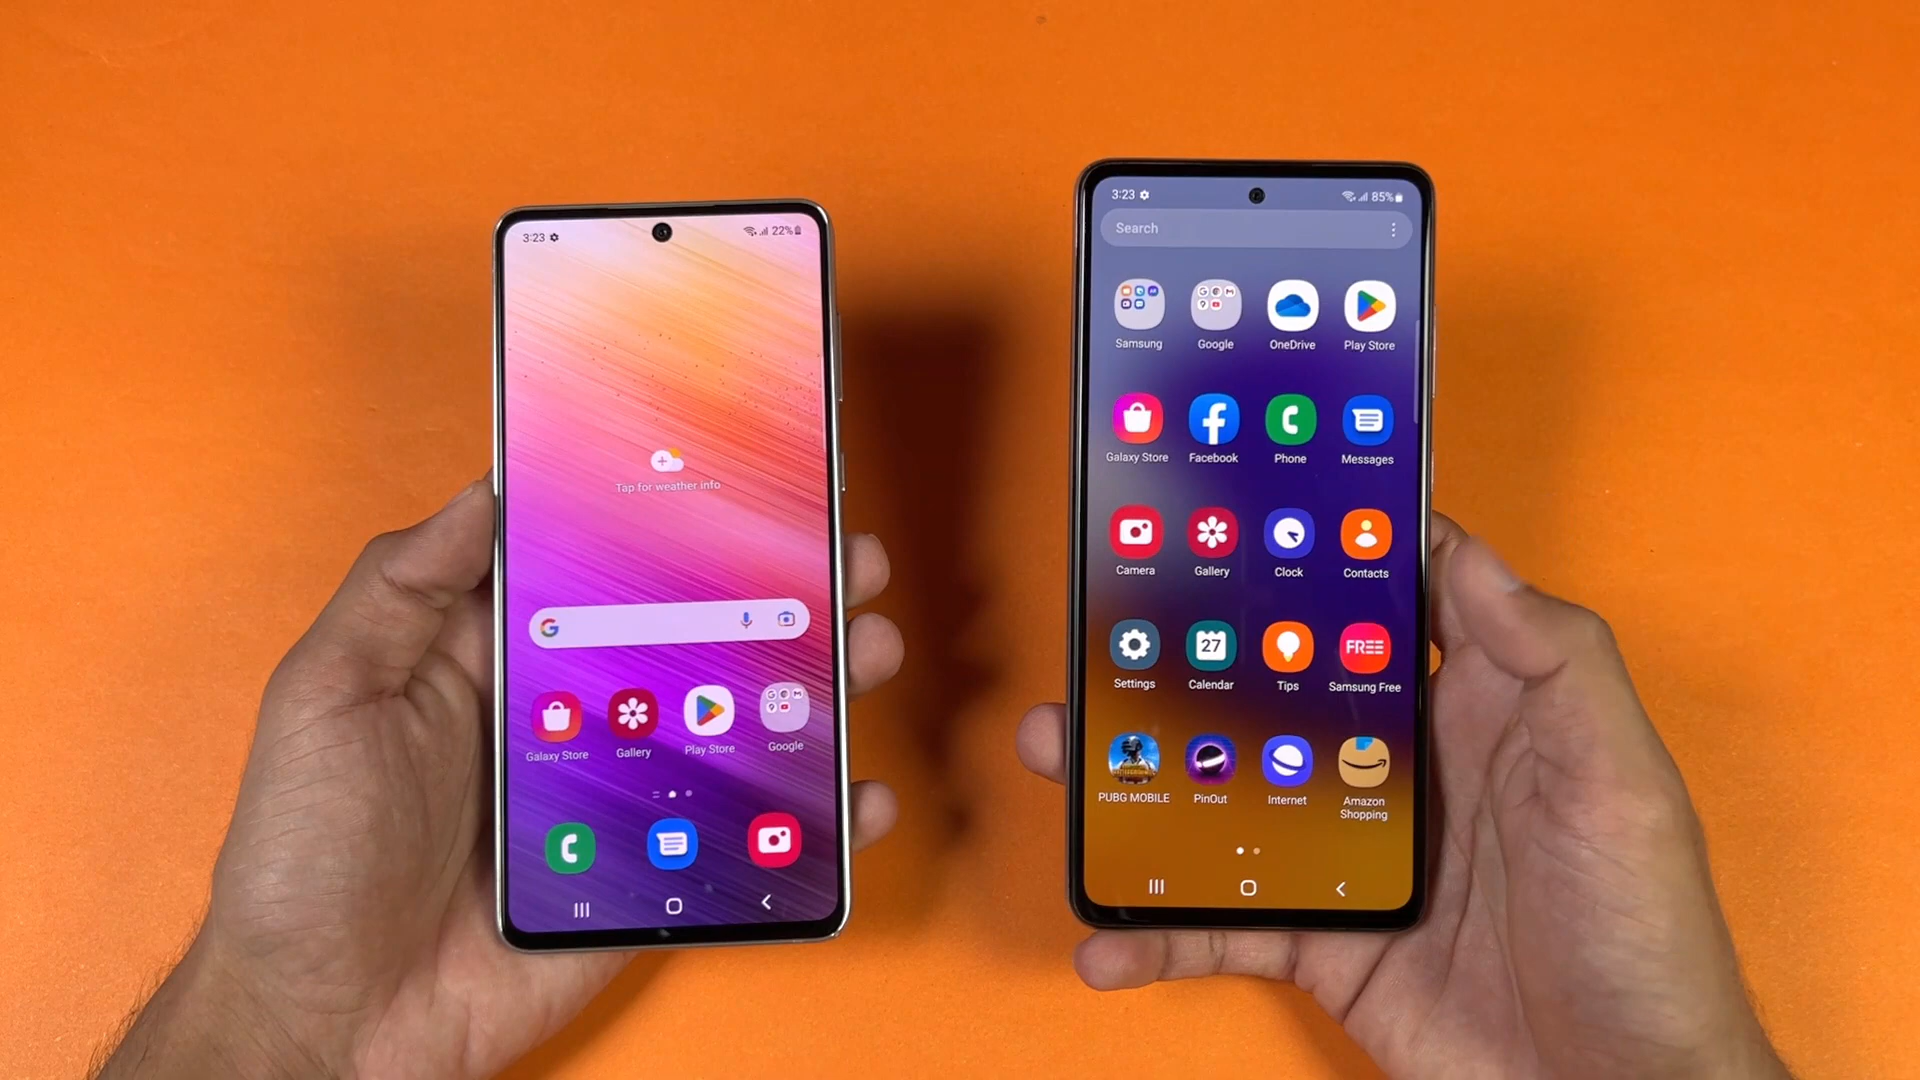 3:23
22%
Tap for weather info
Galaxy Store
Gallery
Play Store
Google
3:23
85%
Search
Samsung
Google
OneDrive
Play Store
Galaxy Store
Facebook
Phone
Messages
Camera
Gallery
Clock
Contacts
27
FREE
Settings
Calendar
Tips
Samsung Free
PUBG MOBILE
PinOut
Internet
Amazon
Shopping